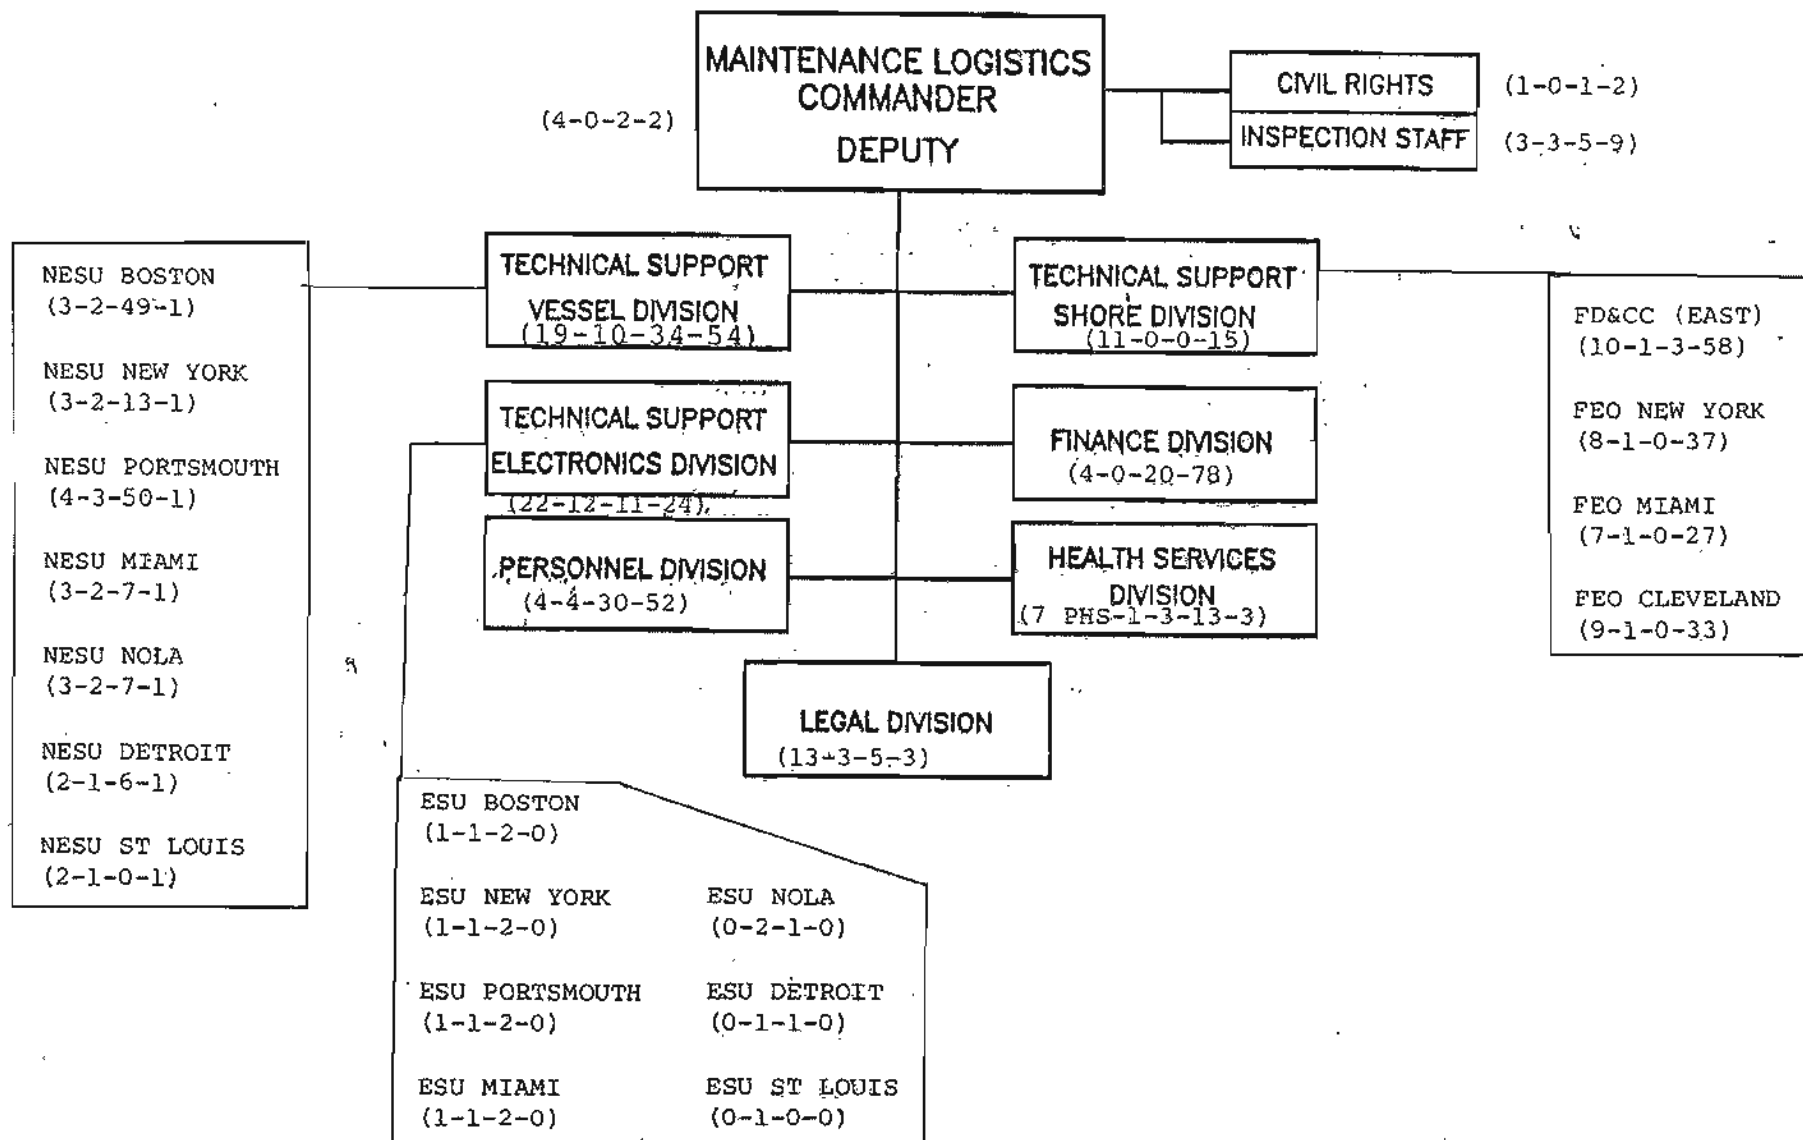 MAINTENANCE LOGISTICS
COMMANDER
DEPUTY
(4-0-2-2)
CIVIL RIGHTS (1-0-1-2)
INSPECTION STAFF (3-3-5-9)
NESU BOSTON
(3-2-49-1)
NESU NEW YORK
(3-2-13-1)
NESU PORTSMOUTH
(4-3-50-1)
NESU MIAMI
(3-2-7-1)
NESU NOLA
(3-2-7-1)
NESU DETROIT
(2-1-6-1)
NESU ST LOUIS
(2-1-0-1)
TECHNICAL SUPPORT
VESSEL DIVISION
(19-10-34-54)
TECHNICAL SUPPORT
SHORE DIVISION
(11-0-0-15)
TECHNICAL SUPPORT
ELECTRONICS DIVISION
(22-12-11-24)
FINANCE DIVISION
(4-0-20-78)
PERSONNEL DIVISION
(4-4-30-52)
HEALTH SERVICES
DIVISION
(7 PHS-1-3-13-3)
LEGAL DIVISION
(13-3-5-3)
FD&CC (EAST)
(10-1-3-58)
FEO NEW YORK
(8-1-0-37)
FEO MIAMI
(7-1-0-27)
FEO CLEVELAND
(9-1-0-33)
ESU BOSTON
(1-1-2-0)
ESU NEW YORK
(1-1-2-0)
ESU PORTSMOUTH
(1-1-2-0)
ESU MIAMI
(1-1-2-0)
ESU NOLA
(0-2-1-0)
ESU DETROIT
(0-1-1-0)
ESU ST LOUIS
(0-1-0-0)